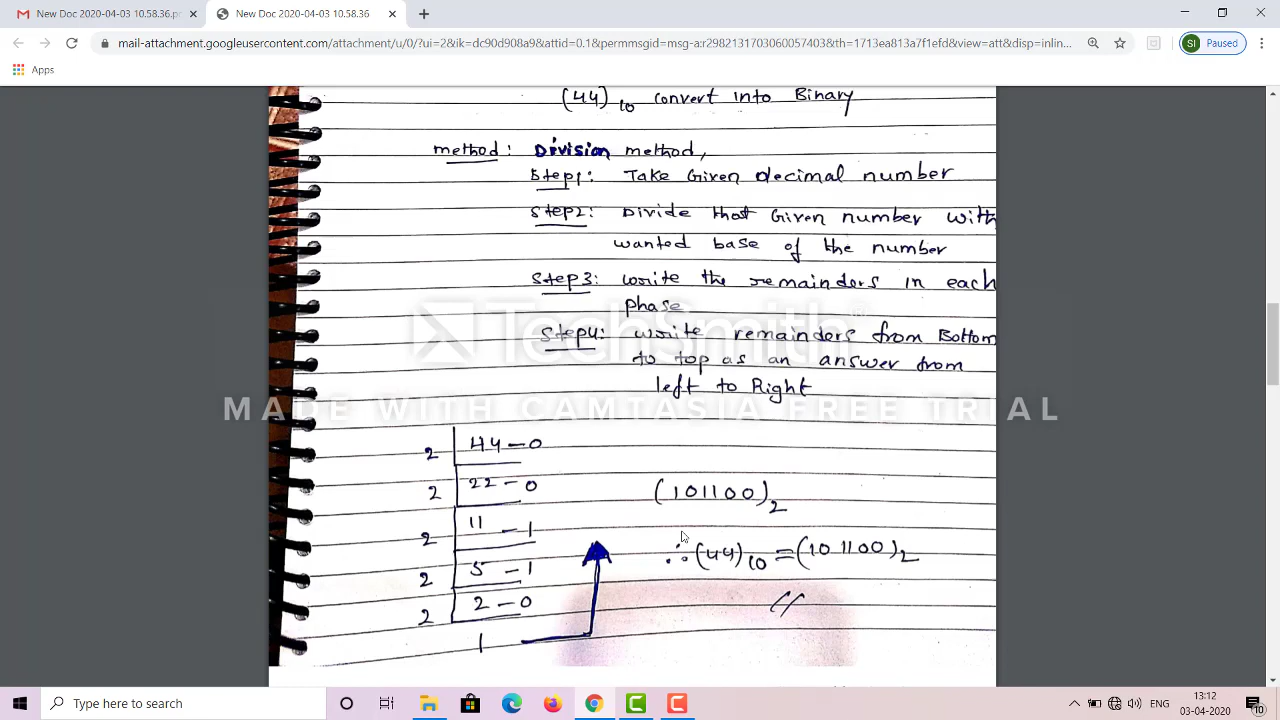 New Doc 2020-04-03 10.58.36.p
New Doc 2020-04-03 10.58.36
mail-attachment.googleusercontent.com/attachment/u/0/?ui=2&ik=dc90d908a9&attid=0.1&permmsgid=msg-ar2982131703060057403&th=1713ea813a7f1efd&view=att&disp=inlin...
SI Paused
Apps
(44)10 convert into Binary
method: Division method,
Step1: Take Given decimal number
Step2: Divide that Given number with
wanted base of the number
Step3: write the remainders in each
phase
Step4: write remainders from Bottom
to top as an answer from
left to Right
TechSmith
MADE WITH CAMTASIA FREE TRIAL
2 44-0
2 22-0
(101100)2
2 11-1
∴(44)10=(101100)2
2 5-1
2 2-0
1
Type here to search
13:12
03-Jul-2020